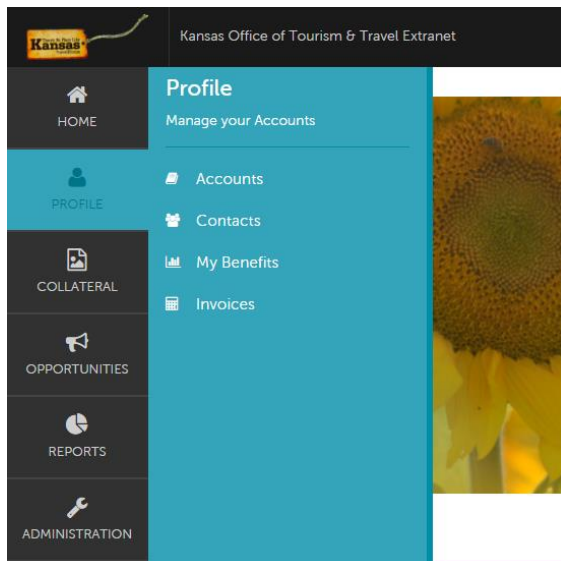 Kansas
Kansas Office of Tourism & Travel Extranet
HOME
PROFILE
COLLATERAL
OPPORTUNITIES
REPORTS
ADMINISTRATION
Profile
Manage your Accounts
Accounts
Contacts
My Benefits
Invoices